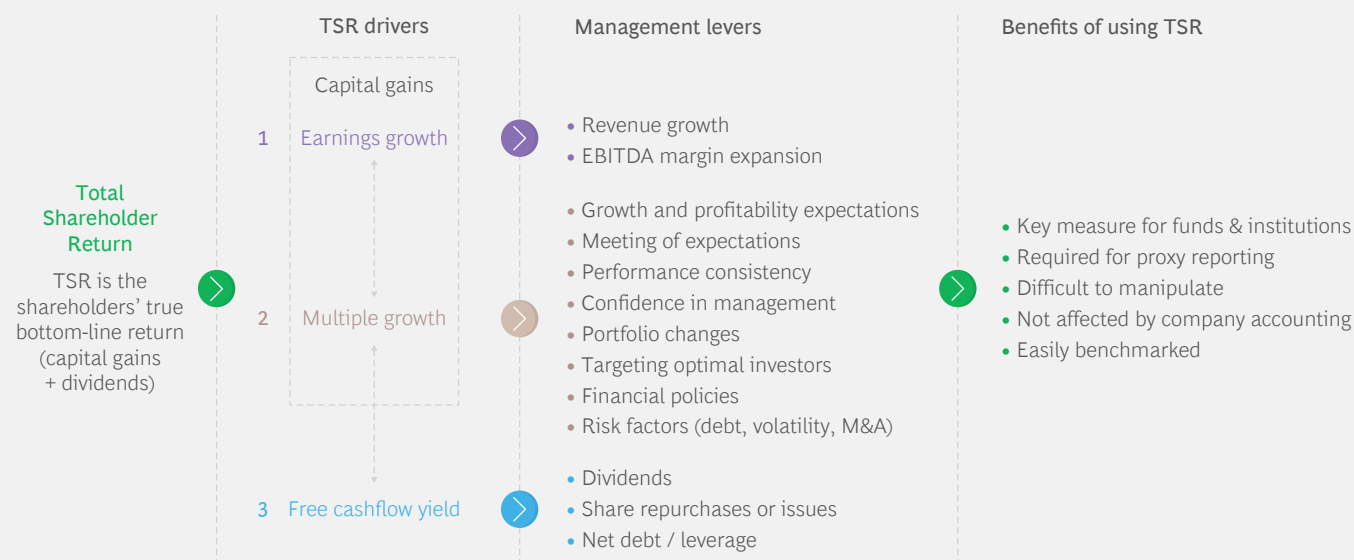 TSR drivers
Management levers
Benefits of using TSR
Total
Shareholder
Return
TSR is the
shareholders’ true
bottom-line return
(capital gains
+ dividends)
Capital gains
1 Earnings growth
• Revenue growth
• EBITDA margin expansion
2 Multiple growth
• Growth and profitability expectations
• Meeting of expectations
• Performance consistency
• Confidence in management
• Portfolio changes
• Targeting optimal investors
• Financial policies
• Risk factors (debt, volatility, M&A)
3 Free cashflow yield
• Dividends
• Share repurchases or issues
• Net debt / leverage
• Key measure for funds & institutions
• Required for proxy reporting
• Difficult to manipulate
• Not affected by company accounting
• Easily benchmarked